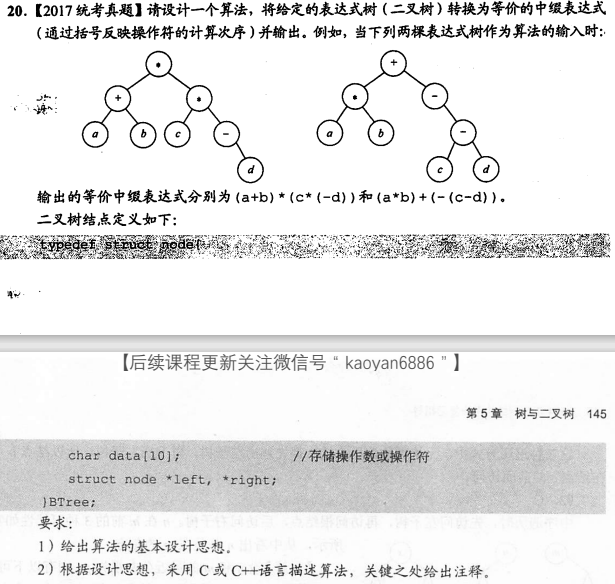 20.【2017 统考真题】请设计一个算法，将给定的表达式树（二叉树）转换为等价的中缀表达式
（通过括号反映操作符的计算次序）并输出。例如，当下列两棵表达式树作为算法的输入时：
* +
+ * * -
a b c - a b -
d c d
输出的等价中缀表达式分别为(a+b)*(c*(-d))和(a*b)+(-(c-d))。
二叉树结点定义如下：
typedef struct node{
【后续课程更新关注微信号“ kaoyan6886 ”】
第 5 章 树与二叉树 145
char data[10]; //存储操作数或操作符
struct node *left, *right;
}BTree;
要求：
1）给出算法的基本设计思想。
2）根据设计思想，采用 C 或 C++语言描述算法，关键之处给出注释。